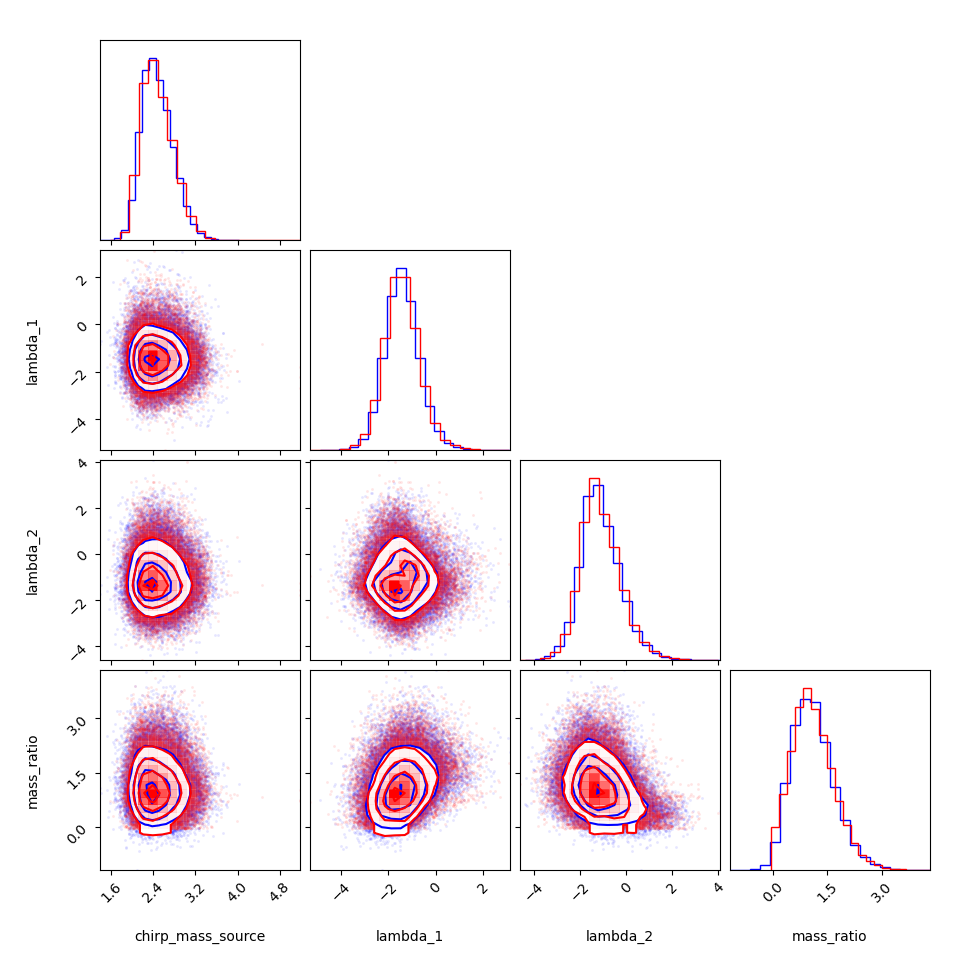 lambda_1
2
0
−2
−4
lambda_2
4
2
0
−2
−4
mass_ratio
3.0
1.5
0.0
1.6 2.4 3.2 4.0 4.8
−4 −2 0 2
−4 −2 0 2 4
0.0 1.5 3.0
chirp_mass_source lambda_1 lambda_2 mass_ratio